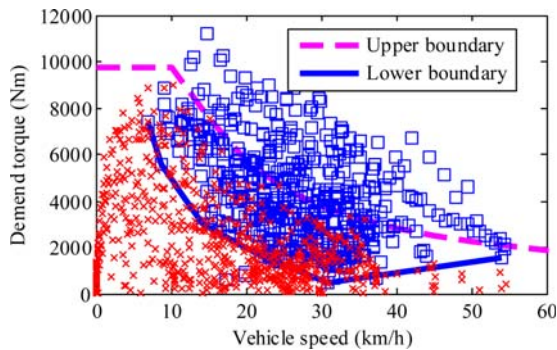 12000
10000
8000
6000
4000
2000
0
Demend torque (Nm)
Upper boundary
Lower boundary
0 10 20 30 40 50 60
Vehicle speed (km/h)